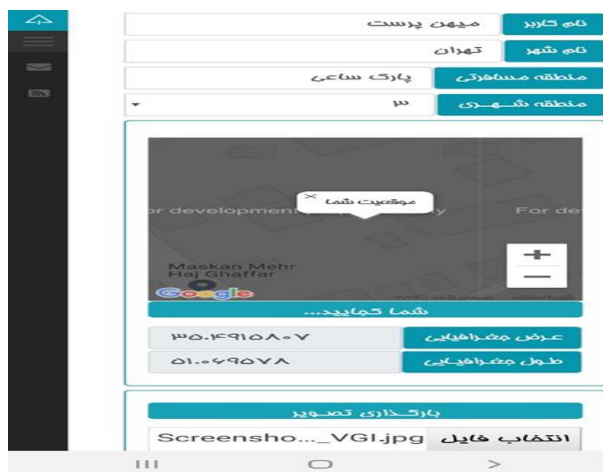 نام کاربر میهن پرست
نام شهر تهران
منطقه مسافرتی پارک ساعی
منطقه شهری ۳
موقعیت شما ×
For development
y
For de
+
Maskan Mehr
Haj Ghaffar
−
Google
شما کجایید...
عرض جغرافیایی ۳۵.۴۹۱۵۸۰۷
طول جغرافیایی ۵۱.۰۶۹۵۷۸
بارگذاری تصویر
انتخاب فایل Screensho..._VGI.jpg